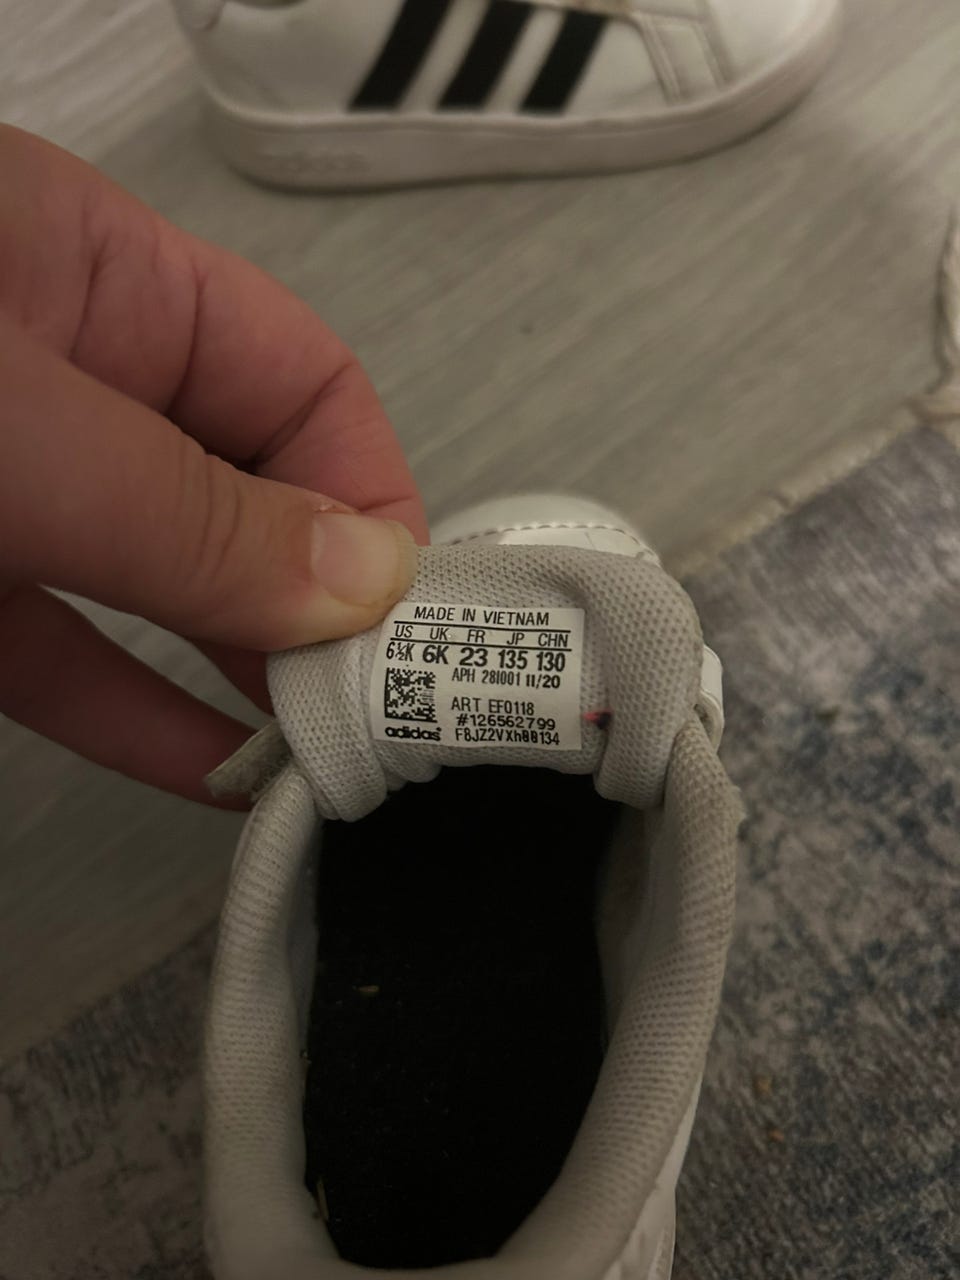 MADE IN VIETNAM
US UK FR JP CHN
6½K 6K 23 135 130
APH 281001 11/20
ART EF0118
#126562799
adidas F8JZ2VXh00134